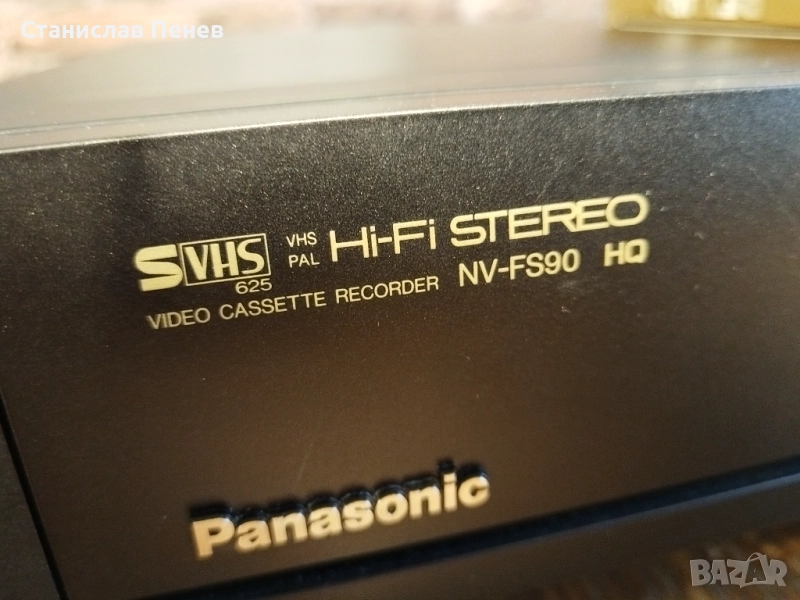 Станислав Пенев
S VHS 625
VHS PAL
Hi-Fi STEREO
VIDEO CASSETTE RECORDER NV-FS90 HQ
Panasonic
BAZAR